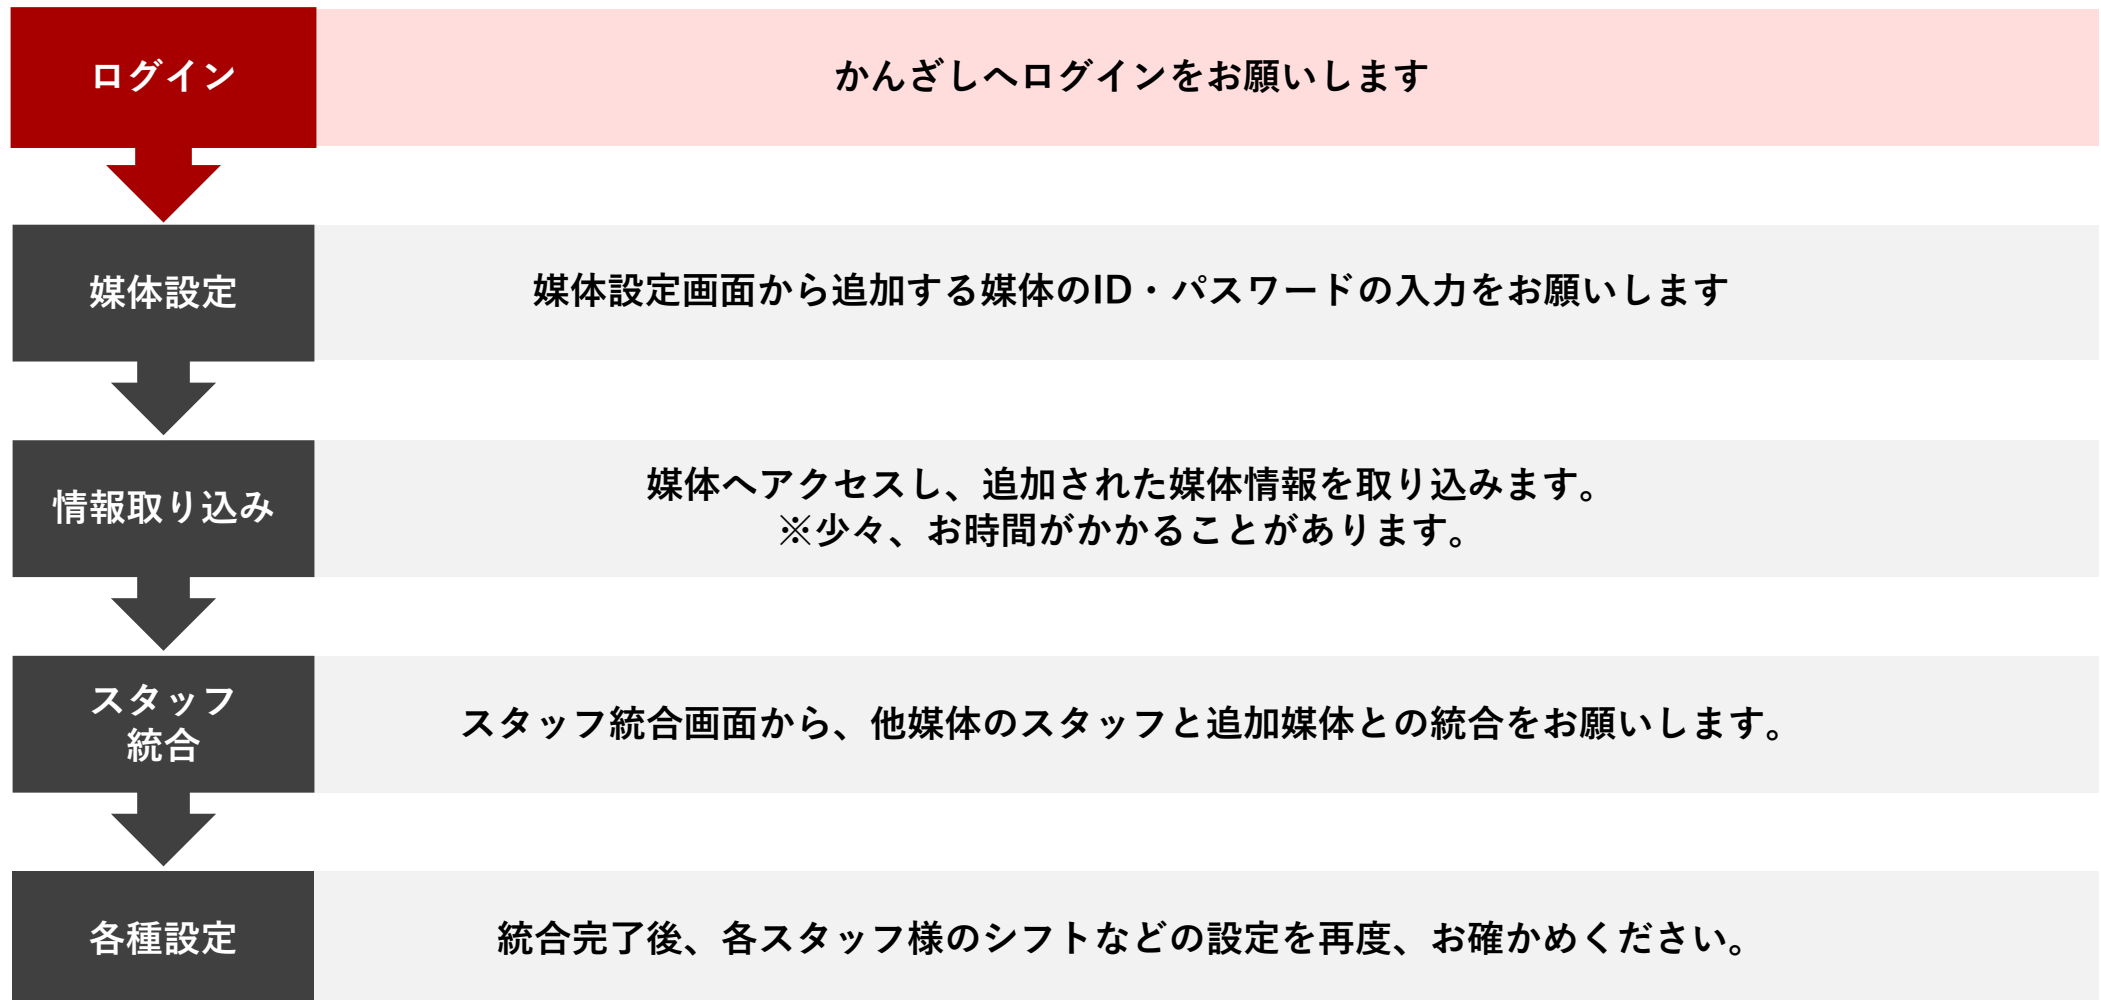 ログイン
かんざしへログインをお願いします
媒体設定
媒体設定画面から追加する媒体のID・パスワードの入力をお願いします
情報取り込み
媒体へアクセスし、追加された媒体情報を取り込みます。
※少々、お時間がかかることがあります。
スタッフ
統合
スタッフ統合画面から、他媒体のスタッフと追加媒体との統合をお願いします。
各種設定
統合完了後、各スタッフ様のシフトなどの設定を再度、お確かめください。